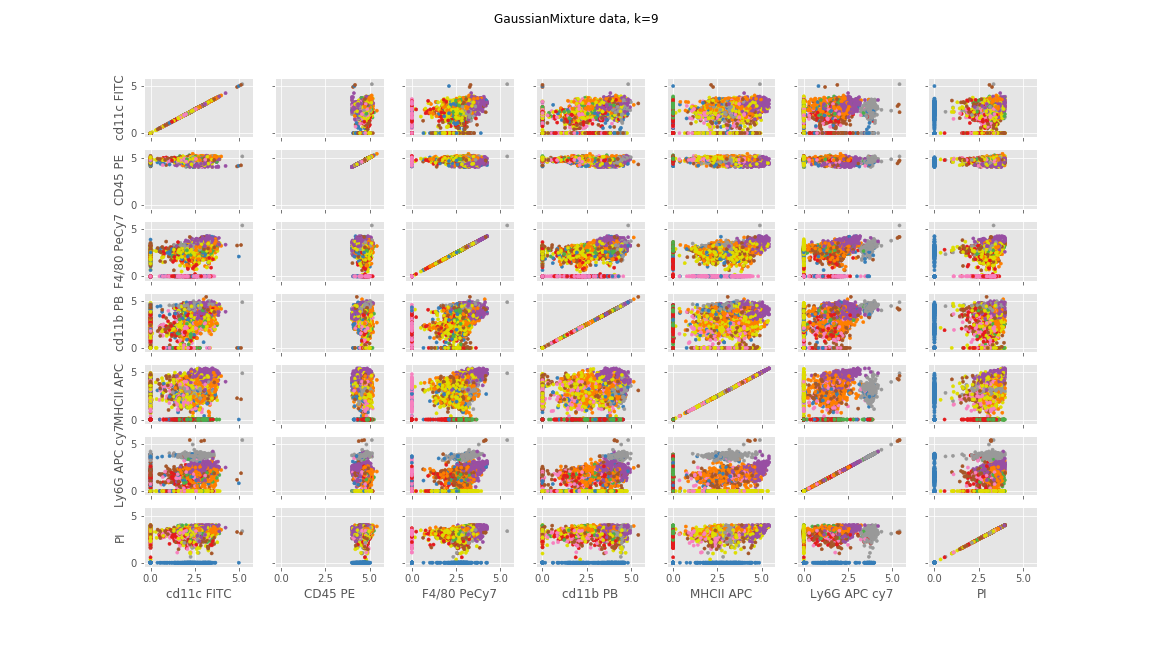 GaussianMixture data, k=9
cd11c FITC
5
0
CD45 PE
5
0
F4/80 PeCy7
5
0
cd11b PB
5
0
MHCII APC
5
0
Ly6G APC cy7
5
0
PI
5
0
0.0 2.5 5.0 0.0 2.5 5.0 0.0 2.5 5.0 0.0 2.5 5.0 0.0 2.5 5.0 0.0 2.5 5.0 0.0 2.5 5.0
cd11c FITC CD45 PE F4/80 PeCy7 cd11b PB MHCII APC Ly6G APC cy7 PI